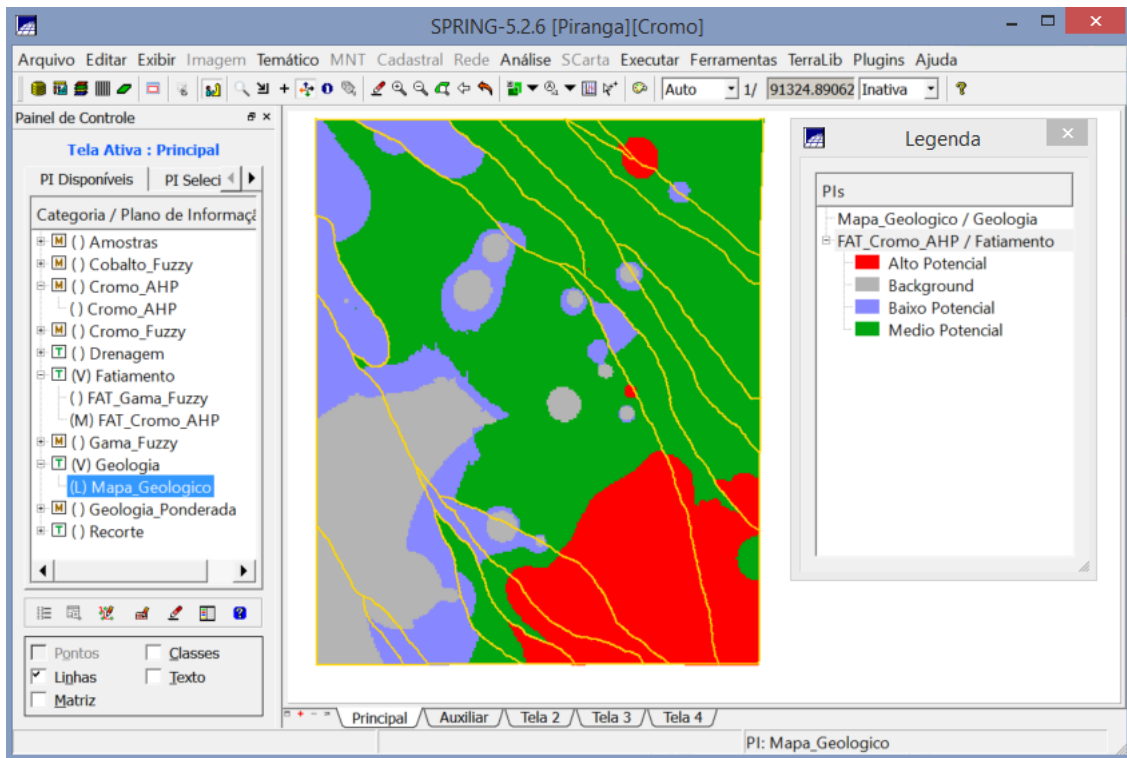 SPRING-5.2.6 [Piranga][Cromo]
Arquivo Editar Exibir Imagem Temático MNT Cadastral Rede Análise SCarta Executar Ferramentas TerraLib Plugins Ajuda
Auto 1/ 91324.89062 Inativa
Painel de Controle
Tela Ativa : Principal
PI Disponíveis PI Seleci
Categoria / Plano de Informaç
M () Amostras
M () Cobalto_Fuzzy
M () Cromo_AHP
() Cromo_AHP
M () Cromo_Fuzzy
T () Drenagem
T (V) Fatiamento
() FAT_Gama_Fuzzy
(M) FAT_Cromo_AHP
M () Gama_Fuzzy
T (V) Geologia
(L) Mapa_Geologico
M () Geologia_Ponderada
T () Recorte
Pontos Classes
Linhas Texto
Matriz
Legenda
PIs
Mapa_Geologico / Geologia
FAT_Cromo_AHP / Fatiamento
Alto Potencial
Background
Baixo Potencial
Medio Potencial
Principal Auxiliar Tela 2 Tela 3 Tela 4
PI: Mapa_Geologico